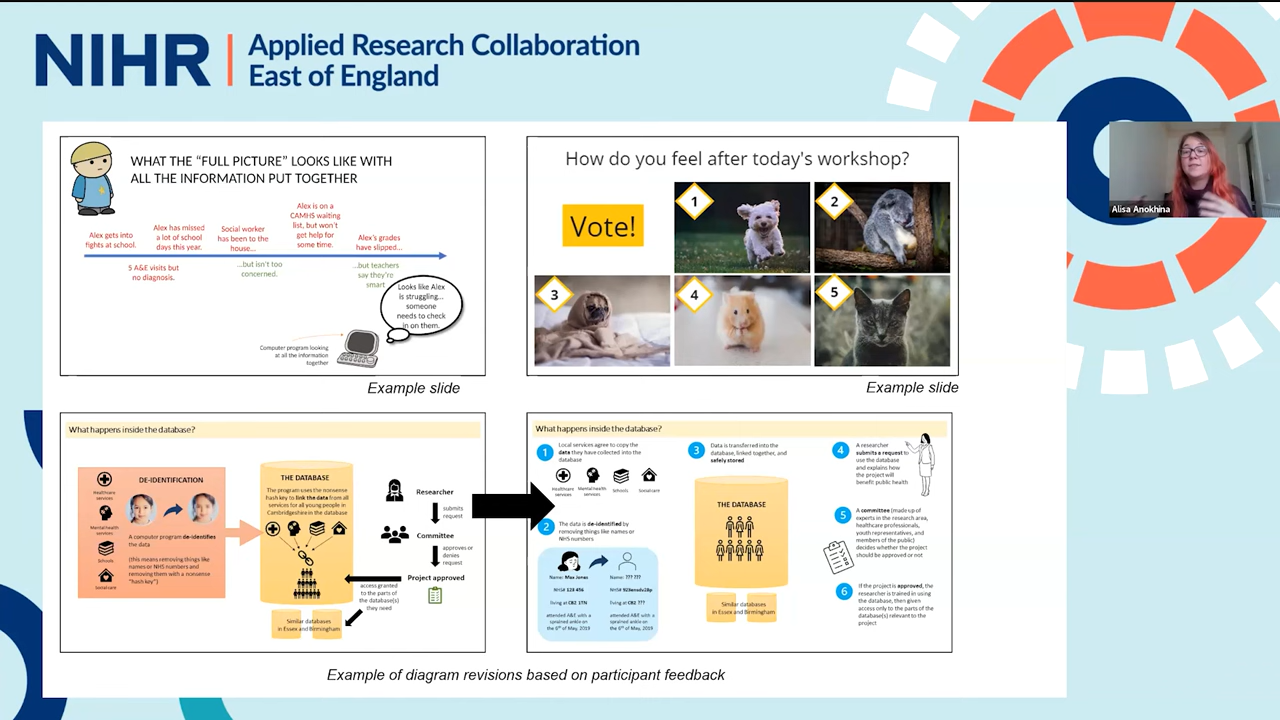 NIHR
Applied Research Collaboration
East of England
Alisa Anokhina
WHAT THE “FULL PICTURE” LOOKS LIKE WITH
ALL THE INFORMATION PUT TOGETHER
Alex gets into
fights at school.
Alex has missed
a lot of school
days this year.
Social worker
has been to the
house...
Alex is on a
CAMHS waiting
list, but won't
get help for
some time.
Alex's grades
have slipped...
5 A&E visits but
no diagnosis.
...but isn't too
concerned.
...but teachers
say they're
smart
Looks like Alex
is struggling...
someone
needs to check
in on them.
Computer program looking
at all the information
together
Example slide
How do you feel after today's workshop?
Vote!
1
2
3
4
5
Example slide
What happens inside the database?
Healthcare
services
Mental health
services
Schools
Social care
DE-IDENTIFICATION
A computer program de-identifies
the data
(this means removing things like
names or NHS numbers and
removing them with a nonsense
"hash key")
THE DATABASE
The program uses the nonsense
hash key to link the data from all
services for all young people in
Cambridgeshire in the database
Similar databases
in Essex and Birmingham
Researcher
submits
request
Committee
approves or
denies
request
Project approved
access granted
to the parts
of the
database(s)
they need
What happens inside the database?
1
Local services agree to copy the
data they have collected into the
database
Healthcare
services
Mental health
services
Schools
Social care
2
The data is de-identified by
removing things like names or
NHS numbers
Name: Max Jones
NHS# 123 456
living at CB2 1TN
attended A&E with a
sprained ankle on
the 8th of May, 2019
Name: ??? ???
NHS# 928ensdv28p
living at CB2 ???
attended A&E with a
sprained ankle on
the 8th of May, 2019
3
Data is transferred into the
database, linked together, and
safely stored
THE DATABASE
Similar databases
in Essex and Birmingham
4
A researcher
submits a request to
use the database
and explains how
the project will
benefit public health
5
A committee (made up of
experts in the research area,
healthcare professionals,
youth representatives, and
members of the public)
decides whether the project
should be approved or not
6
If the project is approved, the
researcher is trained in using
the database, then given
access only to the parts of the
database(s) relevant to the
project
Example of diagram revisions based on participant feedback